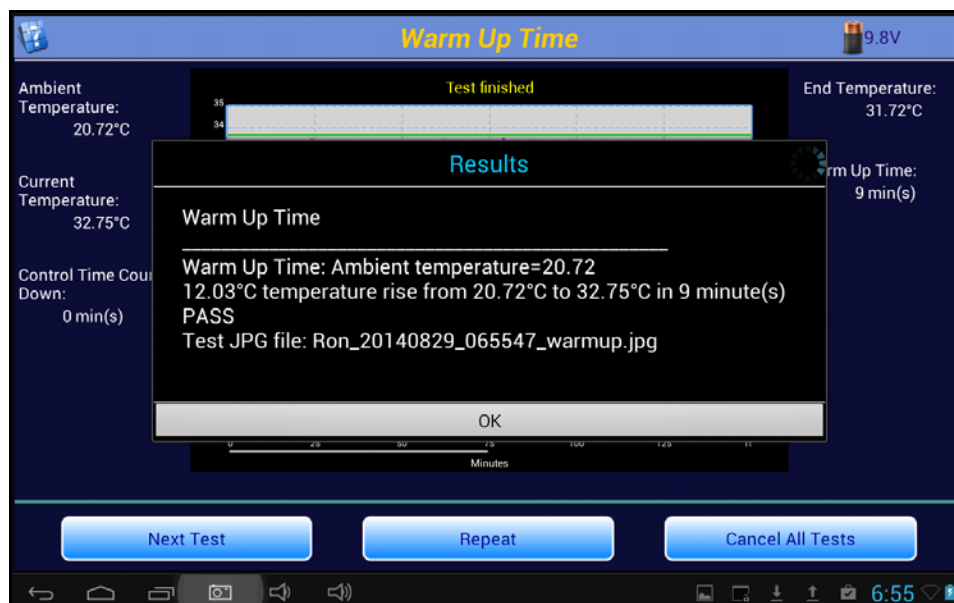 Warm Up Time
9.8V
Ambient
Temperature:
20.72°C
Current
Temperature:
32.75°C
Control Time Cou
Down:
0 min(s)
Test finished
35
34
End Temperature:
31.72°C
rm Up Time:
9 min(s)
Results
Warm Up Time
Warm Up Time: Ambient temperature=20.72
12.03°C temperature rise from 20.72°C to 32.75°C in 9 minute(s)
PASS
Test JPG file: Ron_20140829_065547_warmup.jpg
OK
0 25 50 75 100 125
Minutes
Next Test
Repeat
Cancel All Tests
6:55